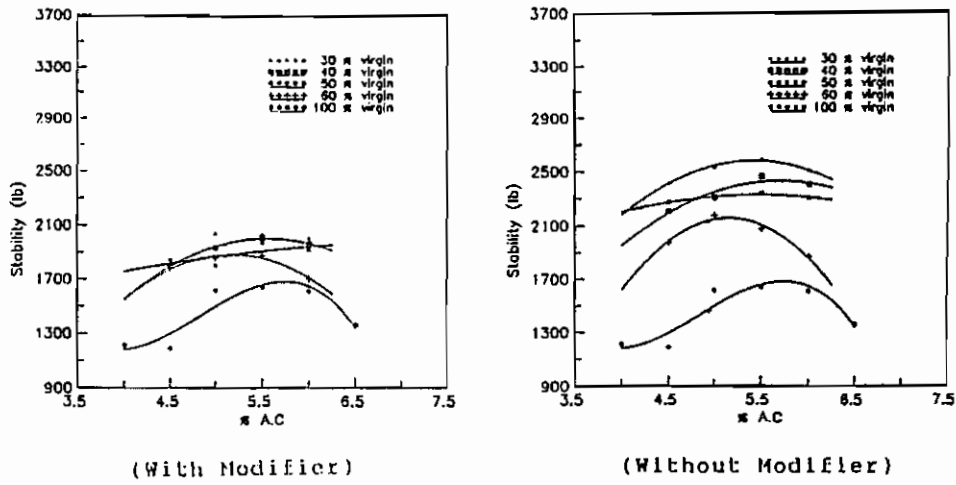 3700
3300
2900
2500
2100
1700
1300
900
Stability (lb)
30 % virgin
40 % virgin
50 % virgin
60 % virgin
100 % virgin
3.5
4.5
5.5
6.5
7.5
% A.C
(With Modifier)
3700
3300
2900
2500
2100
1700
1300
900
Stability (lb)
30 % virgin
40 % virgin
50 % virgin
60 % virgin
100 % virgin
3.5
4.5
5.5
6.5
7.5
% A.C
(Without Modifier)